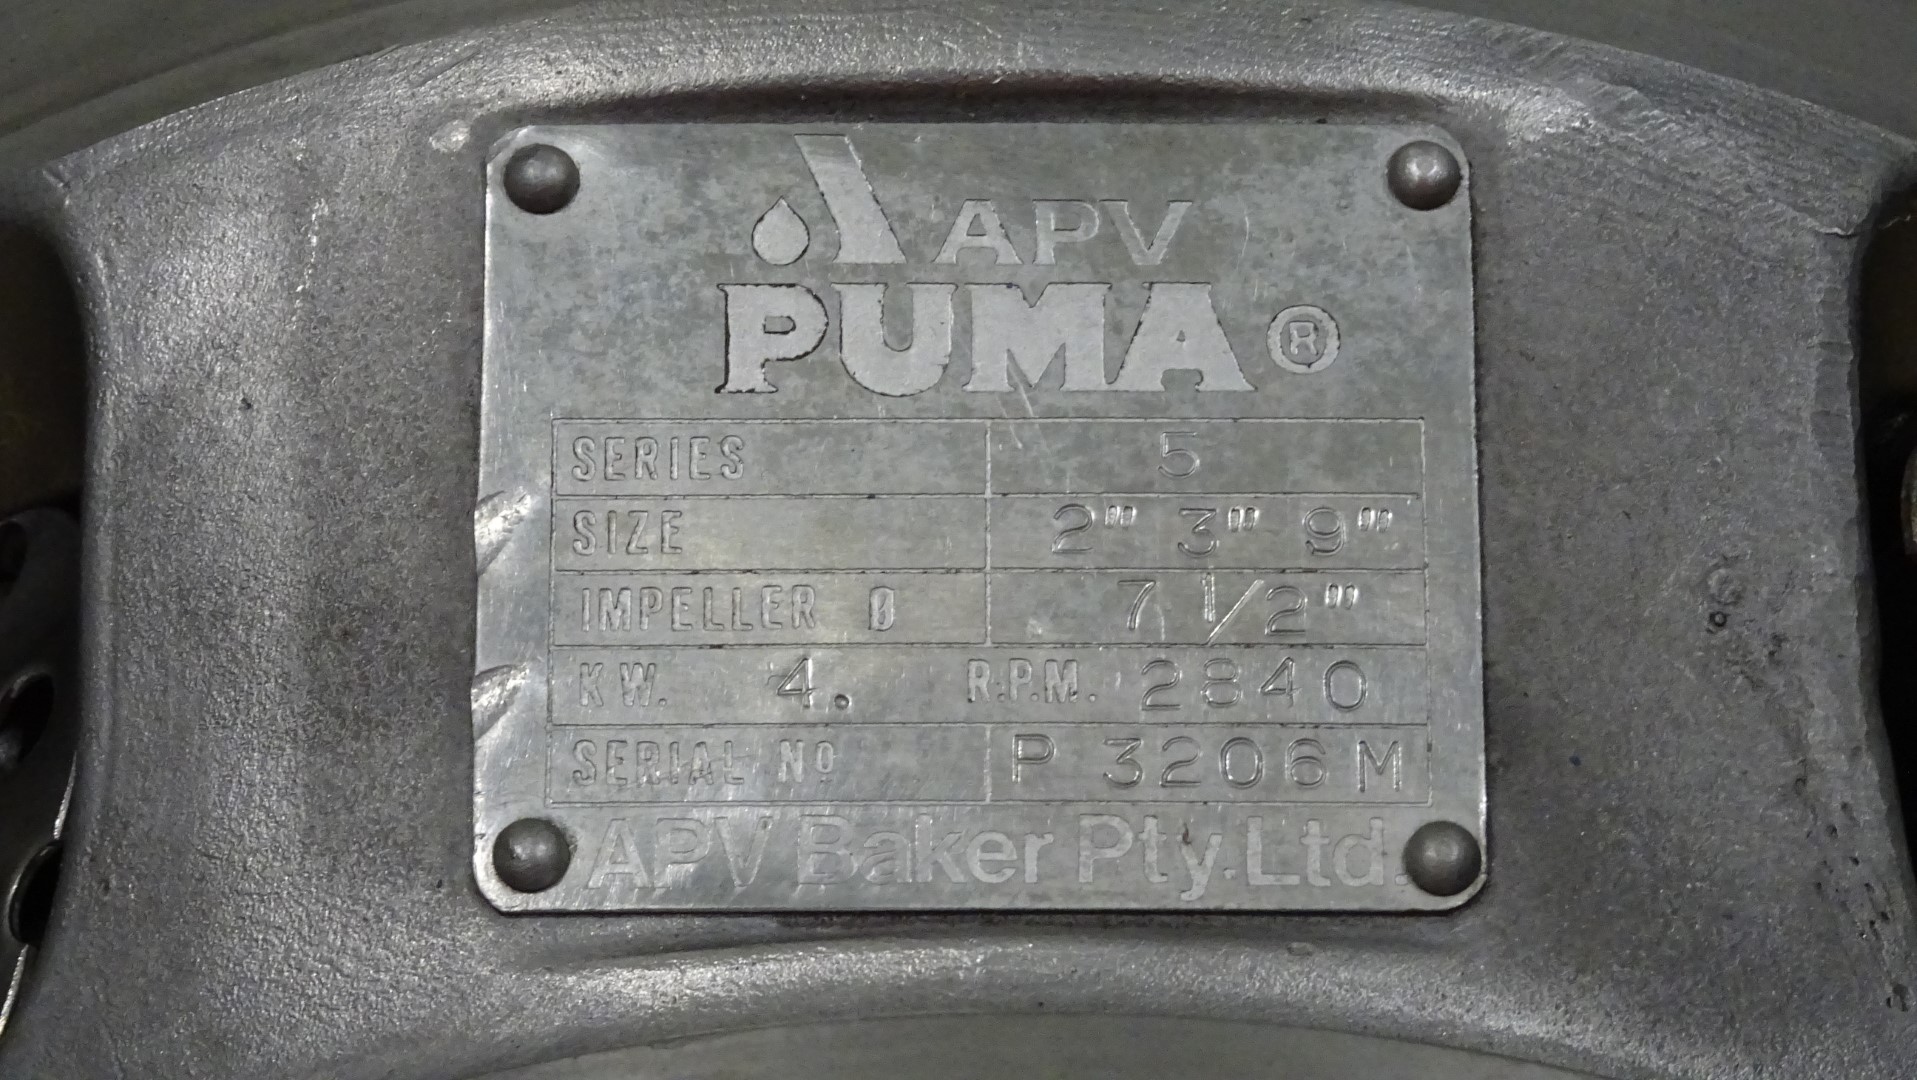 APV
PUMA ®
SERIES 5
SIZE 2" 3" 9"
IMPELLER Ø 7 1/2"
KW. 4. R.P.M. 2840
SERIAL Nº P 3206 M
APV Baker Pty. Ltd.